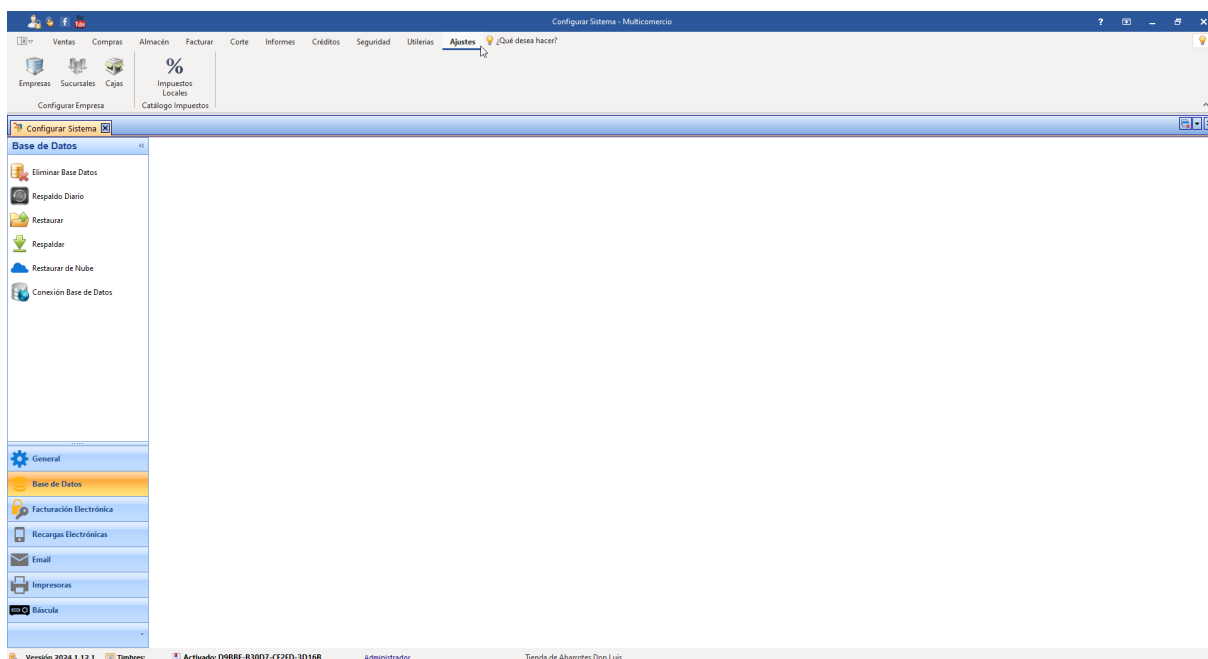 Configurar Sistema - Multicomercio
Ventas Compras Almacén Facturar Corte Informes Créditos Seguridad Utilerias Ajustes ¿Qué desea hacer?
Empresas Sucursales Cajas
Impuestos
Locales
Configurar Empresa
Catálogo Impuestos
Configurar Sistema
Base de Datos
Eliminar Base Datos
Respaldo Diario
Restaurar
Respaldar
Restaurar de Nube
Conexión Base de Datos
General
Base de Datos
Facturación Electrónica
Recargas Electrónicas
Email
Impresoras
Báscula
Versión 2024.1.12.1 Timbres: Activado: D9BRF-B30D7-CF2FD-3D16B Administrador Tienda de Abarrotes Don Luis